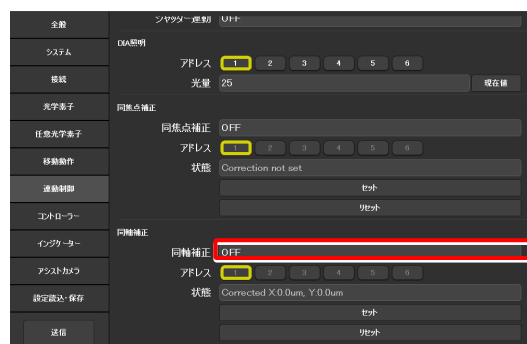 全般
システム
接続
光学素子
任意光学素子
移動動作
連動制御
コントローラー
インジケーター
アシストカメラ
設定読込・保存
送信
シャッター連動 OFF
DIA照明
アドレス 1 2 3 4 5 6
光量 25 現在値
同焦点補正
同焦点補正 OFF
アドレス 1 2 3 4 5 6
状態 Correction not set
セット
リセット
同軸補正
同軸補正 OFF
アドレス 1 2 3 4 5 6
状態 Corrected X:0.0um, Y:0.0um
セット
リセット